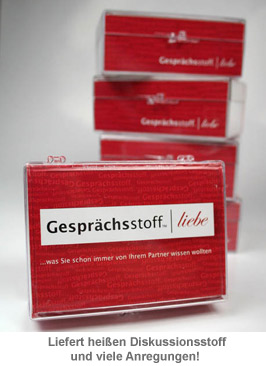 Gesprächsstoff | liebe
Gesprächsstoff | liebe
Gesprächsstoff™ | liebe
...was Sie schon immer von Ihrem Partner wissen wollten
Liefert heißen Diskussionsstoff
und viele Anregungen!